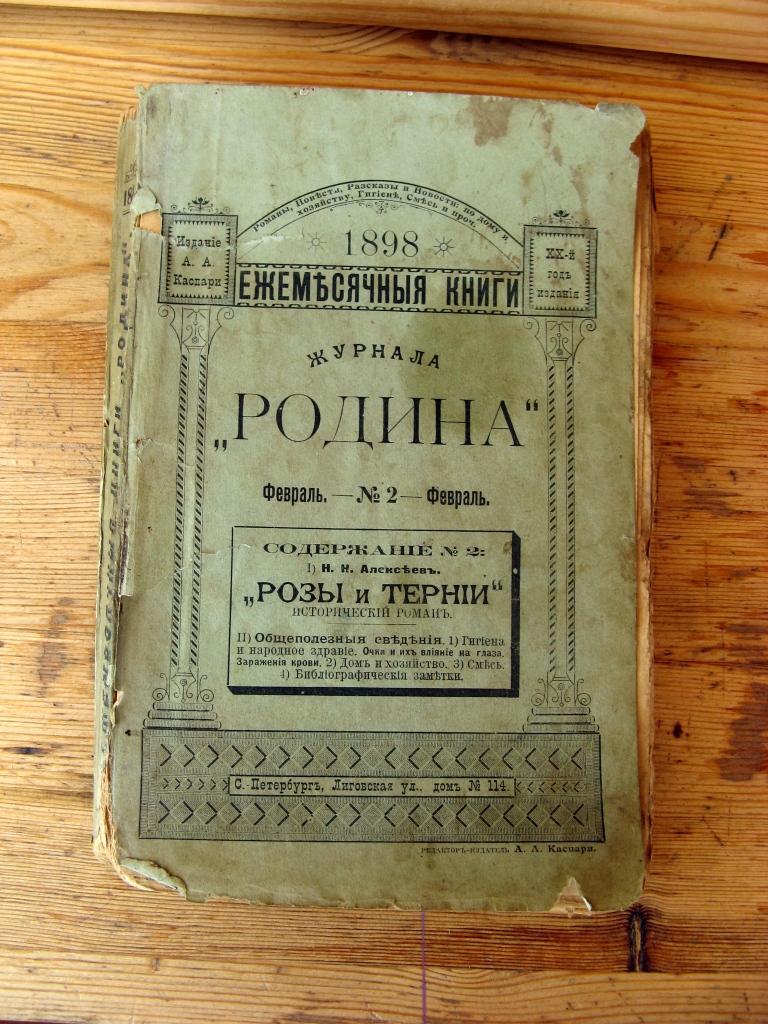 Романы, Повѣсти, Разсказы и Новости: по дому и
хозяйству, Гигіенѣ, Смѣсь и проч.
Изданіе
А. А.
Каспари
1898
XX-й
годъ
изданія
ЕЖЕМѢСЯЧНЫЯ КНИГИ
ЖУРНАЛА
„РОДИНА“
Февраль. — № 2 — Февраль.
СОДЕРЖАНІЕ № 2:
I) Н. Н. Алексѣевъ.
„РОЗЫ и ТЕРНІИ“
ИСТОРИЧЕСКІЙ РОМАНЪ.
II) Общеполезныя свѣдѣнія. 1) Гигіена
и народное здравіе. Очки и ихъ вліяніе на глаза.
Зараженія крови. 2) Домъ и хозяйство. 3) Смѣсь.
4) Библіографическія замѣтки.
С.-Петербургъ, Лиговская ул., домъ № 114.
РЕДАКТОРЪ-ИЗДАТЕЛЬ А. А. Каспари.
КНИГИ „РОДИНА“